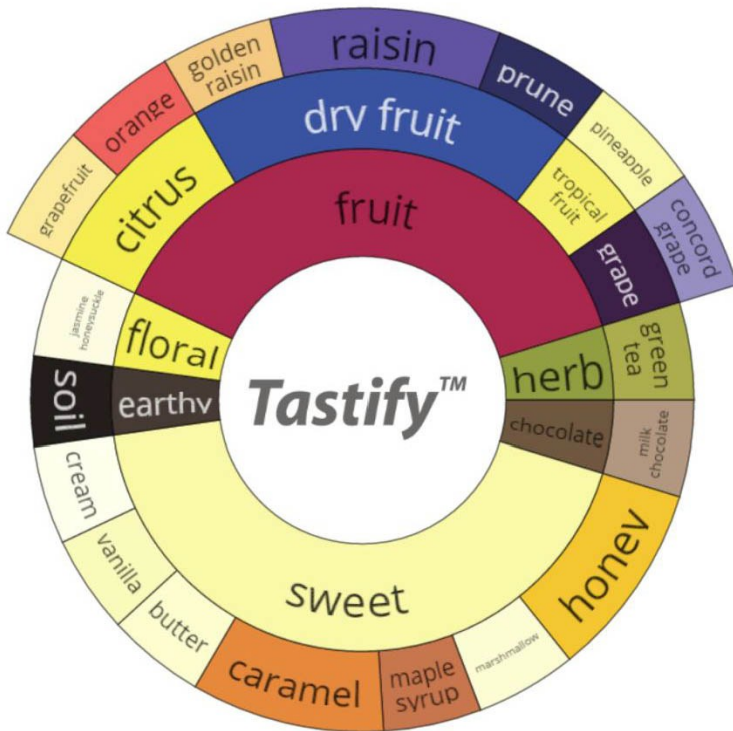 golden
raisin
raisin
prune
pineapple
concord
grape
orange
grapefruit
citrus
dry fruit
tropical
fruit
grape
fruit
jasmine
honeysuckle
floral
herb
green
tea
soil
earthy
Tastify™
chocolate
milk
chocolate
cream
vanilla
butter
sweet
honey
caramel
maple
syrup
marshmallow